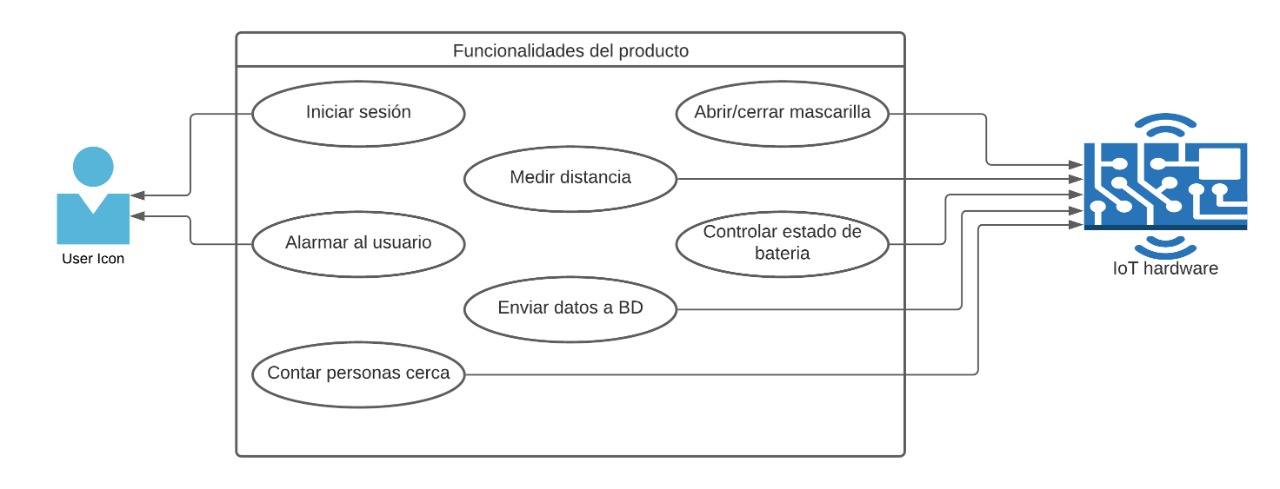 Funcionalidades del producto
Iniciar sesión
Abrir/cerrar mascarilla
Medir distancia
Alarmar al usuario
Controlar estado de
bateria
User Icon
IoT hardware
Enviar datos a BD
Contar personas cerca